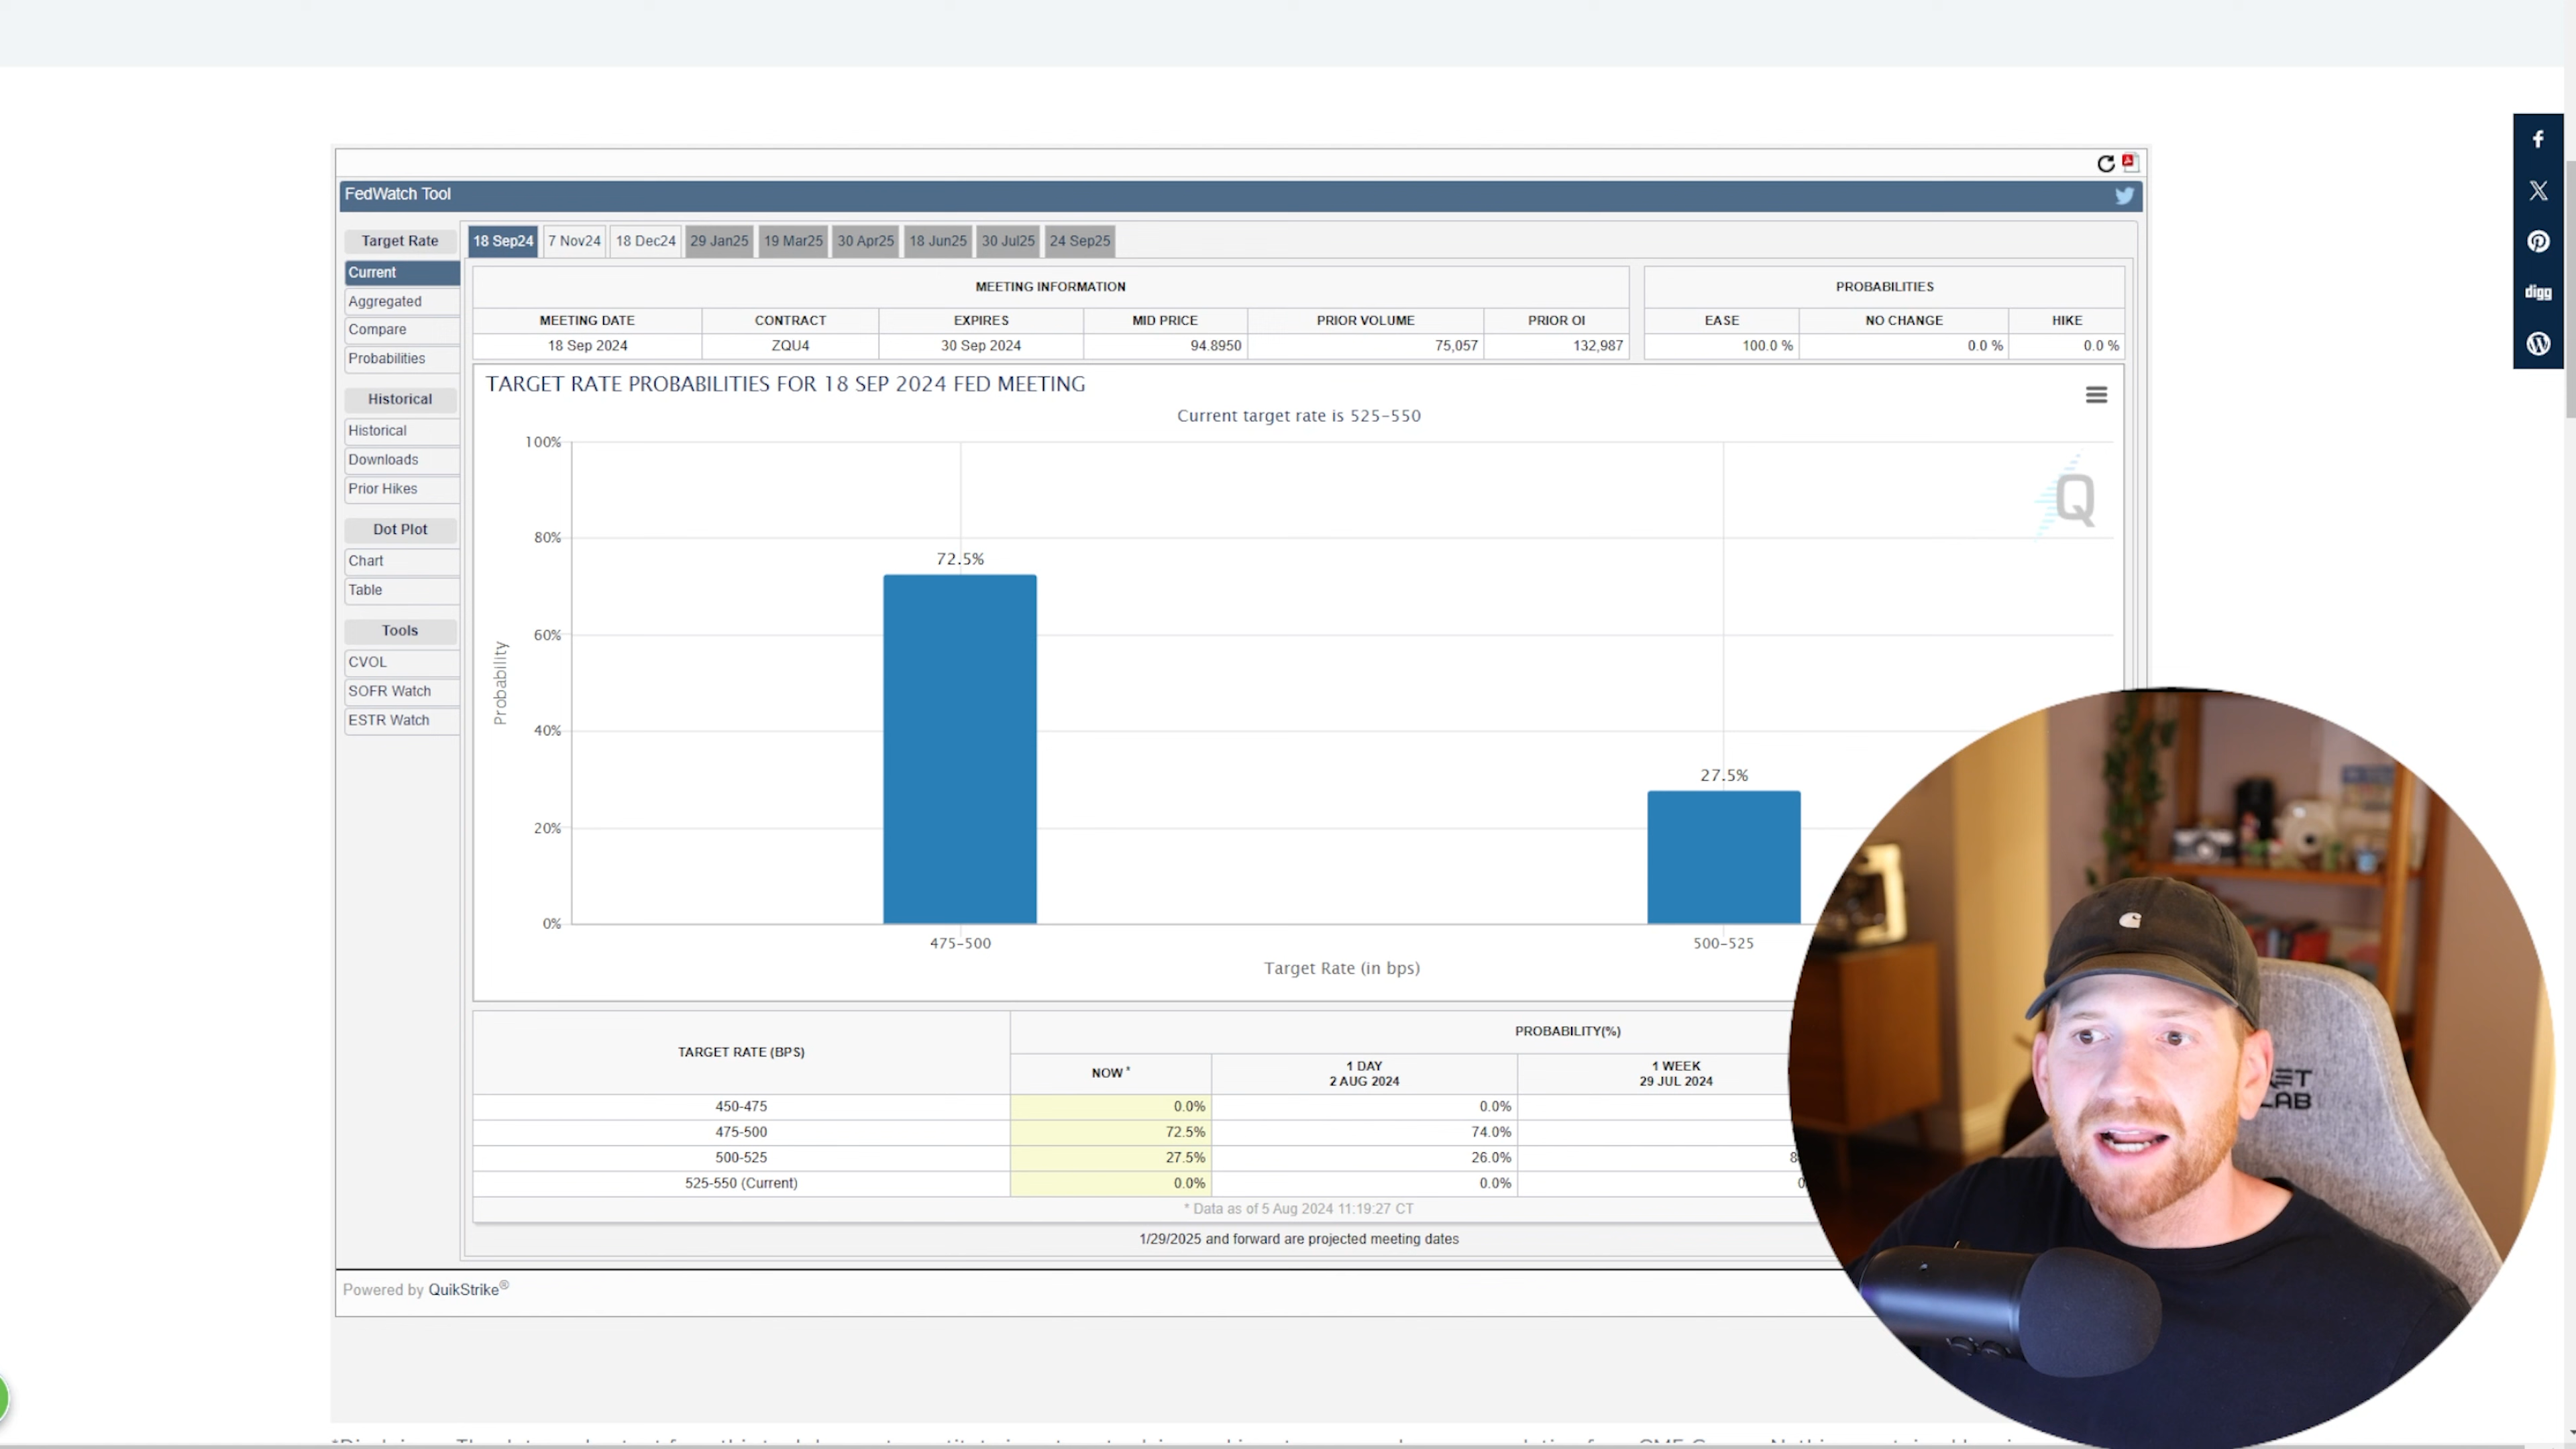 FedWatch Tool
Target Rate
Current
Aggregated
Compare
Probabilities
Historical
Historical
Downloads
Prior Hikes
Dot Plot
Chart
Table
Tools
CVOL
SOFR Watch
ESTR Watch
18 Sep24 7 Nov24 18 Dec24 29 Jan25 19 Mar25 30 Apr25 18 Jun25 30 Jul25 24 Sep25
MEETING INFORMATION
MEETING DATE CONTRACT EXPIRES MID PRICE PRIOR VOLUME PRIOR OI
18 Sep 2024 ZQU4 30 Sep 2024 94.8950 75,057 132,987
PROBABILITIES
EASE NO CHANGE HIKE
100.0 % 0.0 % 0.0 %
TARGET RATE PROBABILITIES FOR 18 SEP 2024 FED MEETING
Current target rate is 525-550
100%
80%
60%
40%
20%
0%
Probability
72.5%
27.5%
475-500 500-525
Target Rate (in bps)
Q
TARGET RATE (BPS) PROBABILITY(%)
NOW * 1 DAY 1 WEEK
2 AUG 2024 29 JUL 2024
450-475 0.0% 0.0%
475-500 72.5% 74.0%
500-525 27.5% 26.0% 8
525-550 (Current) 0.0% 0.0% 0
* Data as of 5 Aug 2024 11:19:27 CT
1/29/2025 and forward are projected meeting dates
Powered by QuikStrike®
digg
LAB